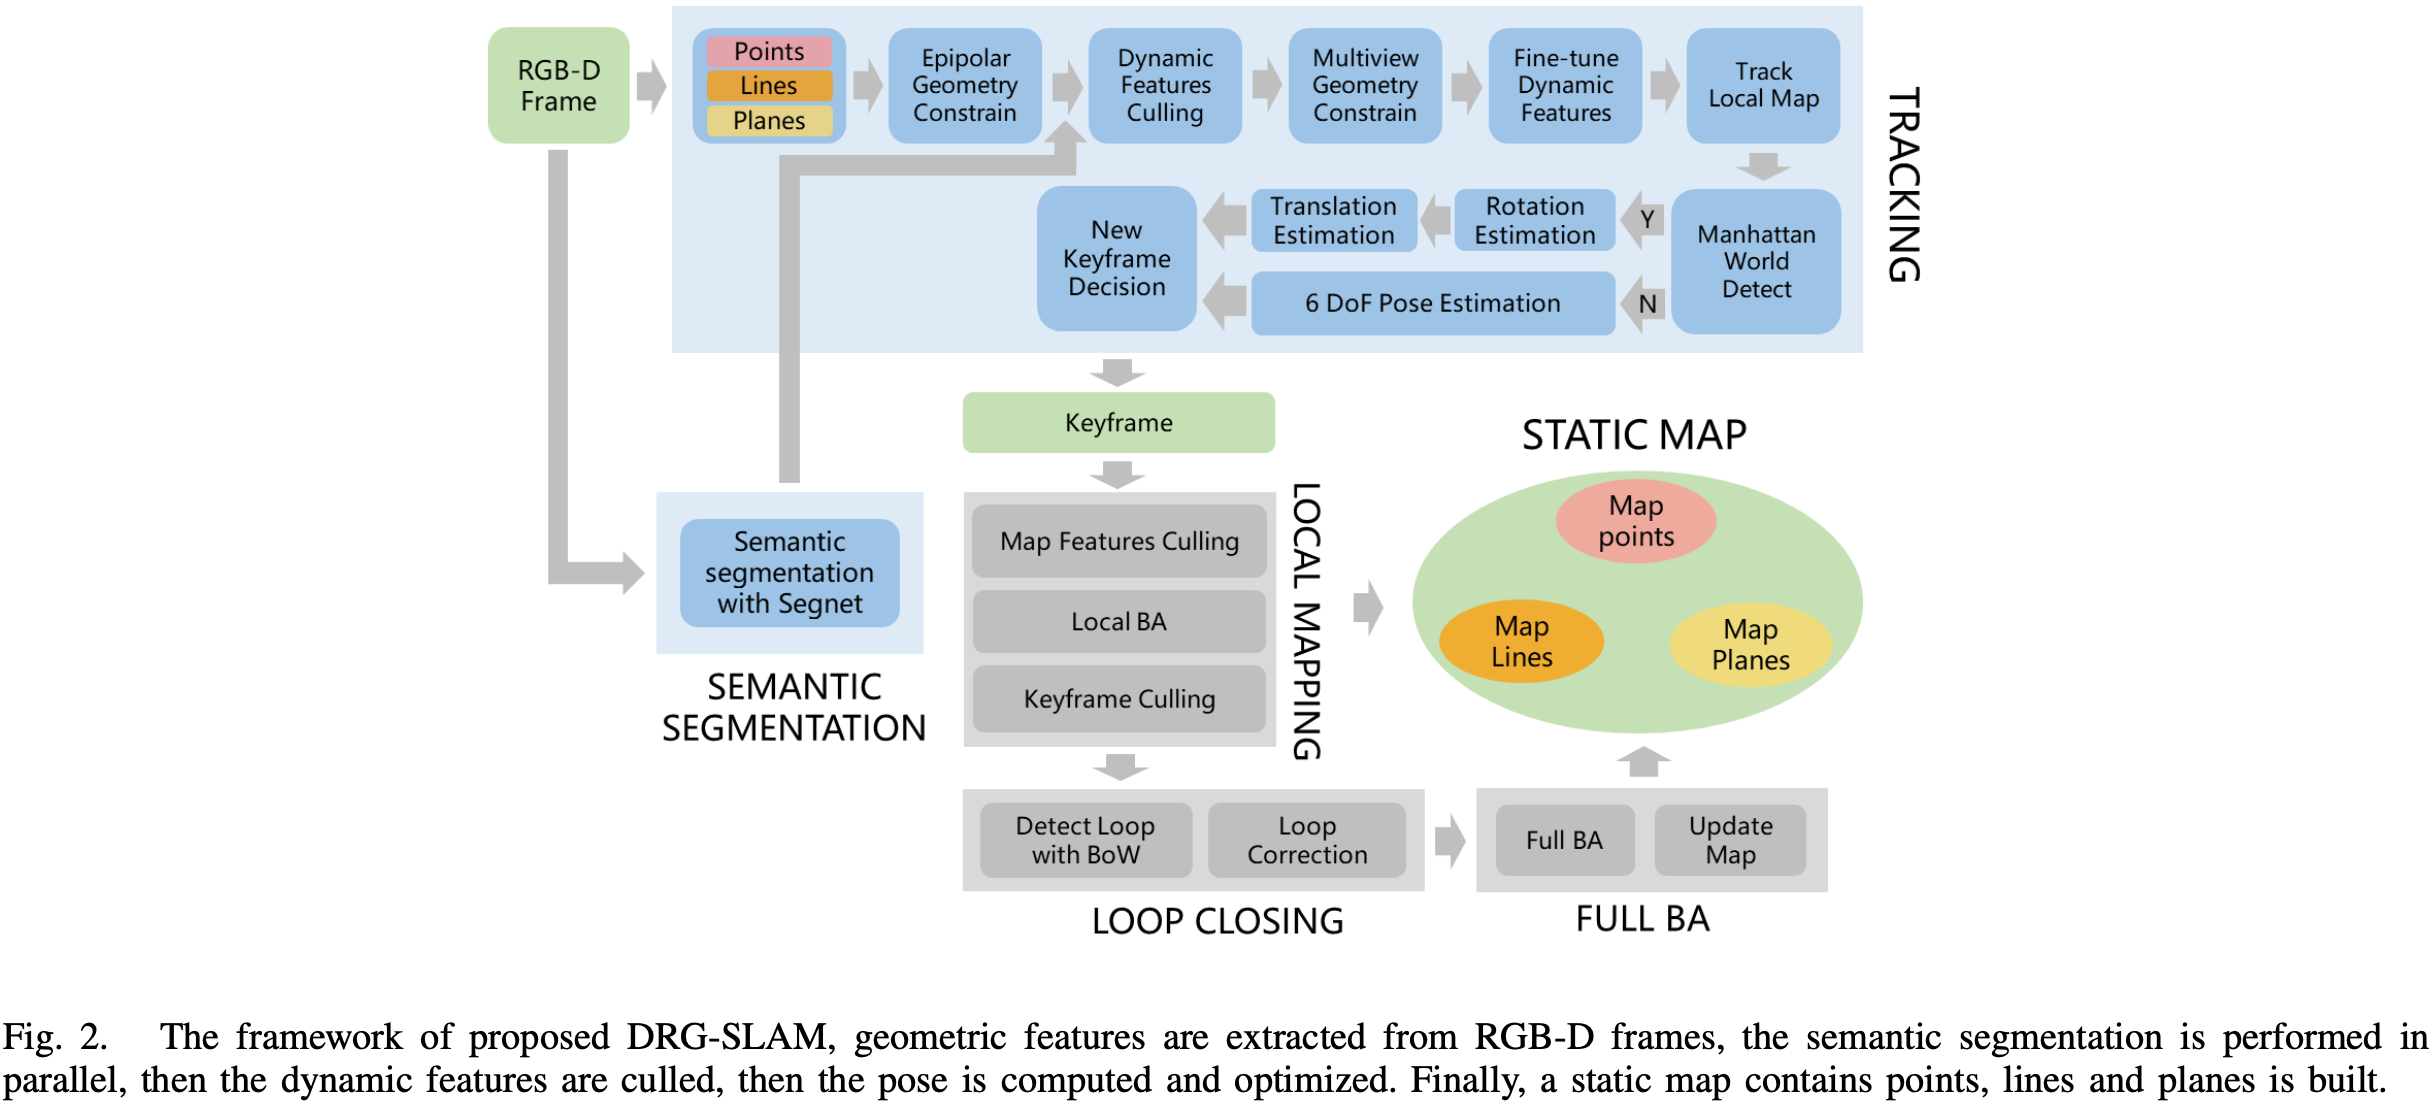 RGB-D
Frame
Points
Lines
Planes
Epipolar
Geometry
Constrain
Dynamic
Features
Culling
Multiview
Geometry
Constrain
Fine-tune
Dynamic
Features
Track
Local Map
TRACKING
Manhattan
World
Detect
Y
Rotation
Estimation
Translation
Estimation
N
6 DoF Pose Estimation
New
Keyframe
Decision
Keyframe
Semantic
segmentation
with Segnet
SEMANTIC
SEGMENTATION
Map Features Culling
Local BA
Keyframe Culling
LOCAL MAPPING
STATIC MAP
Map
points
Map
Lines
Map
Planes
Detect Loop
with BoW
Loop
Correction
LOOP CLOSING
Full BA
Update
Map
FULL BA
Fig. 2. The framework of proposed DRG-SLAM, geometric features are extracted from RGB-D frames, the semantic segmentation is performed in
parallel, then the dynamic features are culled, then the pose is computed and optimized. Finally, a static map contains points, lines and planes is built.